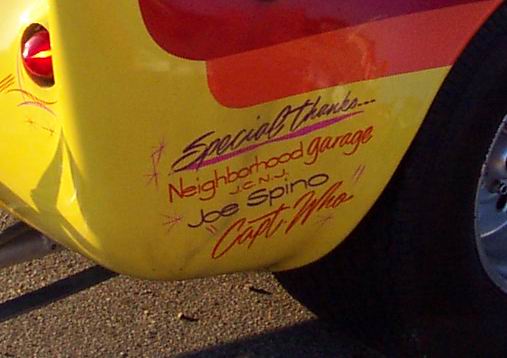 Special thanks...
Neighborhood garage
J.C.N.J.
Joe Spino
Capt Who